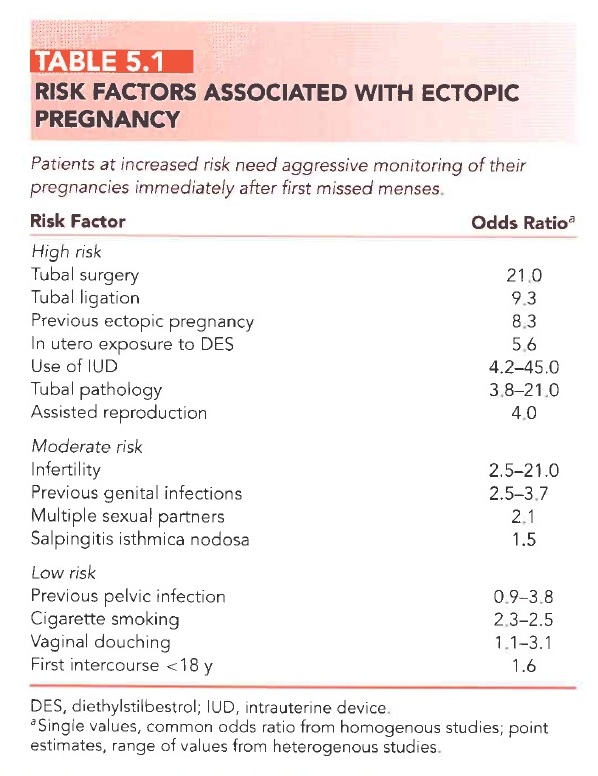 TABLE 5.1
RISK FACTORS ASSOCIATED WITH ECTOPIC
PREGNANCY
Patients at increased risk need aggressive monitoring of their
pregnancies immediately after first missed menses.
Risk Factor Odds Ratioᵃ
High risk
Tubal surgery 21.0
Tubal ligation 9.3
Previous ectopic pregnancy 8.3
In utero exposure to DES 5.6
Use of IUD 4.2–45.0
Tubal pathology 3.8–21.0
Assisted reproduction 4.0
Moderate risk
Infertility 2.5–21.0
Previous genital infections 2.5–3.7
Multiple sexual partners 2.1
Salpingitis isthmica nodosa 1.5
Low risk
Previous pelvic infection 0.9–3.8
Cigarette smoking 2.3–2.5
Vaginal douching 1.1–3.1
First intercourse <18 y 1.6
DES, diethylstilbestrol; IUD, intrauterine device.
ᵃSingle values, common odds ratio from homogenous studies; point
estimates, range of values from heterogenous studies.